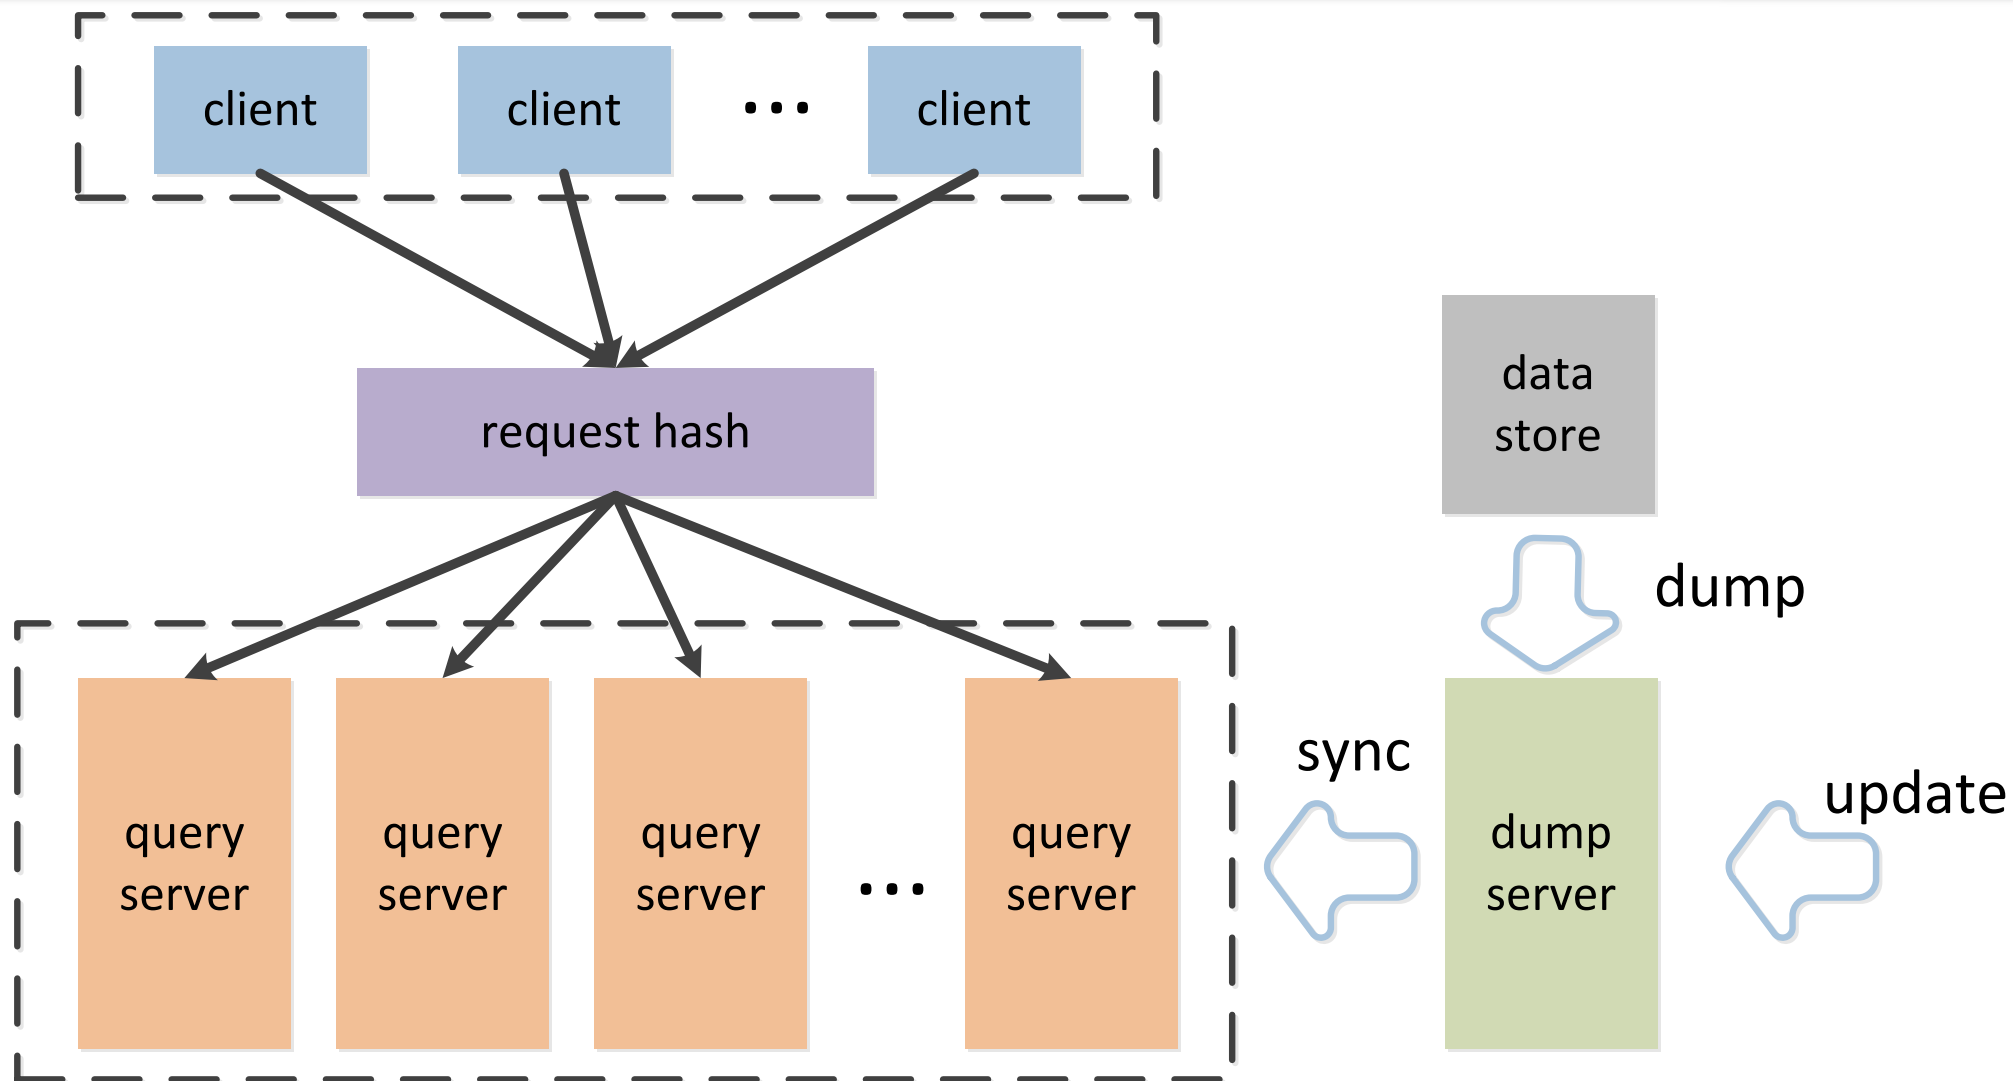 client
client
...
client
request hash
data
store
dump
sync
update
query
server
query
server
query
server
...
query
server
dump
server